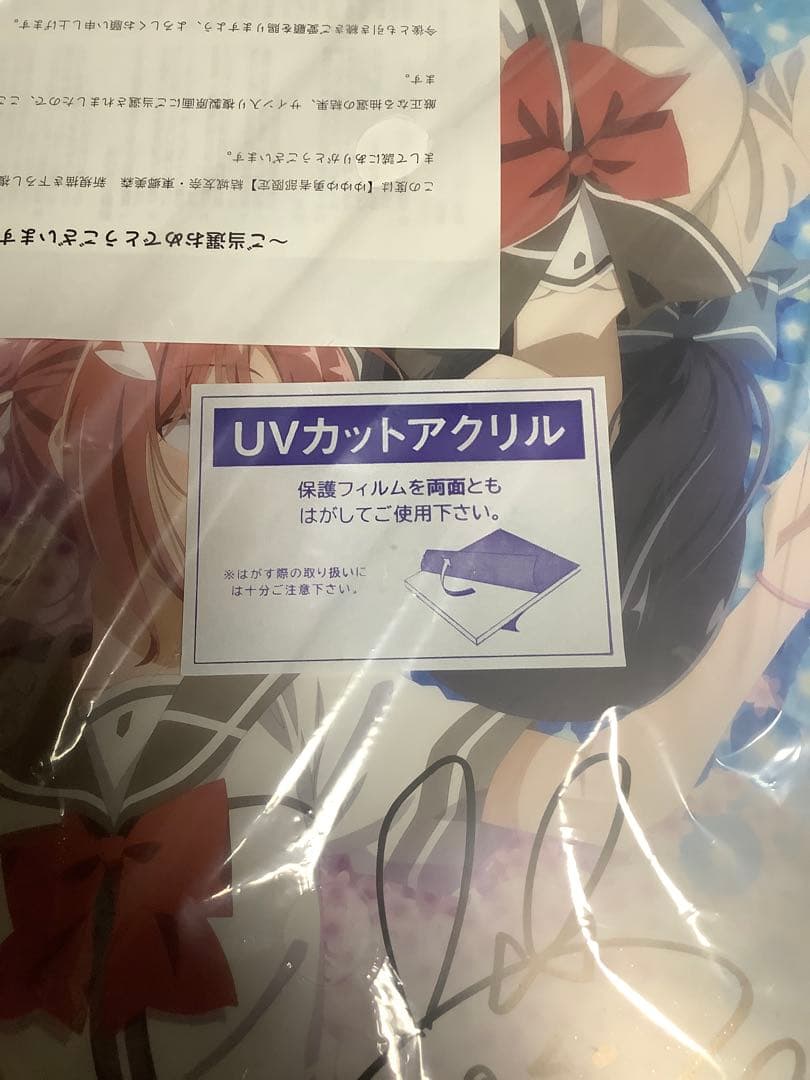 ～ご当選おめでとうございます
この度は【ゆゆゆ勇者部限定】結城友奈・東郷美森　新規描き下ろし複
まして誠にありがとうございます。
厳正なる抽選の結果、サイン入り複製原画にご当選されましたので、ここ
ます。
今後とも引き続きご愛顧を賜りますよう、よろしくお願い申し上げます。
UVカットアクリル
保護フィルムを両面とも
はがしてご使用下さい。
※はがす際の取り扱いに
は十分ご注意下さい。